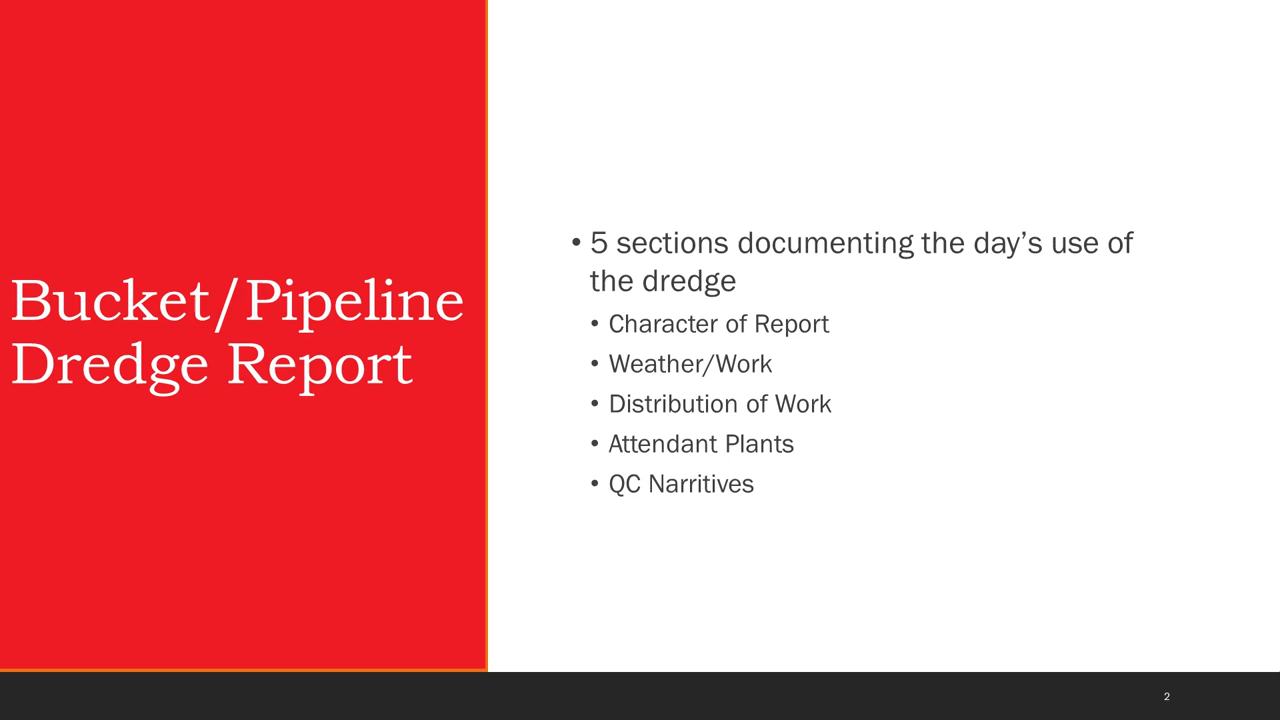 Bucket/Pipeline
Dredge Report
• 5 sections documenting the day’s use of
the dredge
• Character of Report
• Weather/Work
• Distribution of Work
• Attendant Plants
• QC Narritives
2